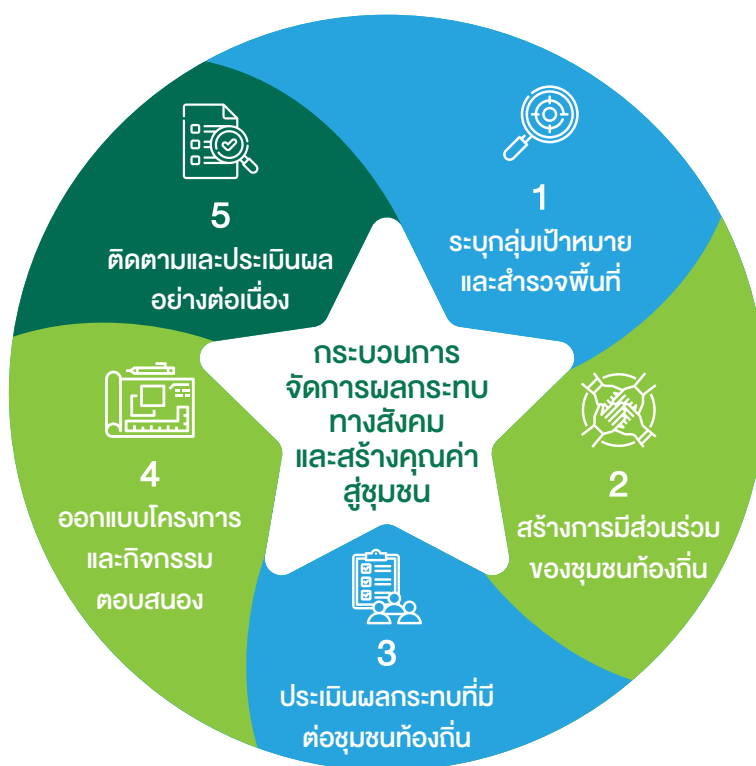 กระบวนการ
จัดการผลกระทบ
ทางสังคม
และสร้างคุณค่า
สู่ชุมชน
1
ระบุกลุ่มเป้าหมาย
และสำรวจพื้นที่
2
สร้างการมีส่วนร่วม
ของชุมชนท้องถิ่น
3
ประเมินผลกระทบที่มี
ต่อชุมชนท้องถิ่น
4
ออกแบบโครงการ
และกิจกรรม
ตอบสนอง
5
ติดตามและประเมินผล
อย่างต่อเนื่อง